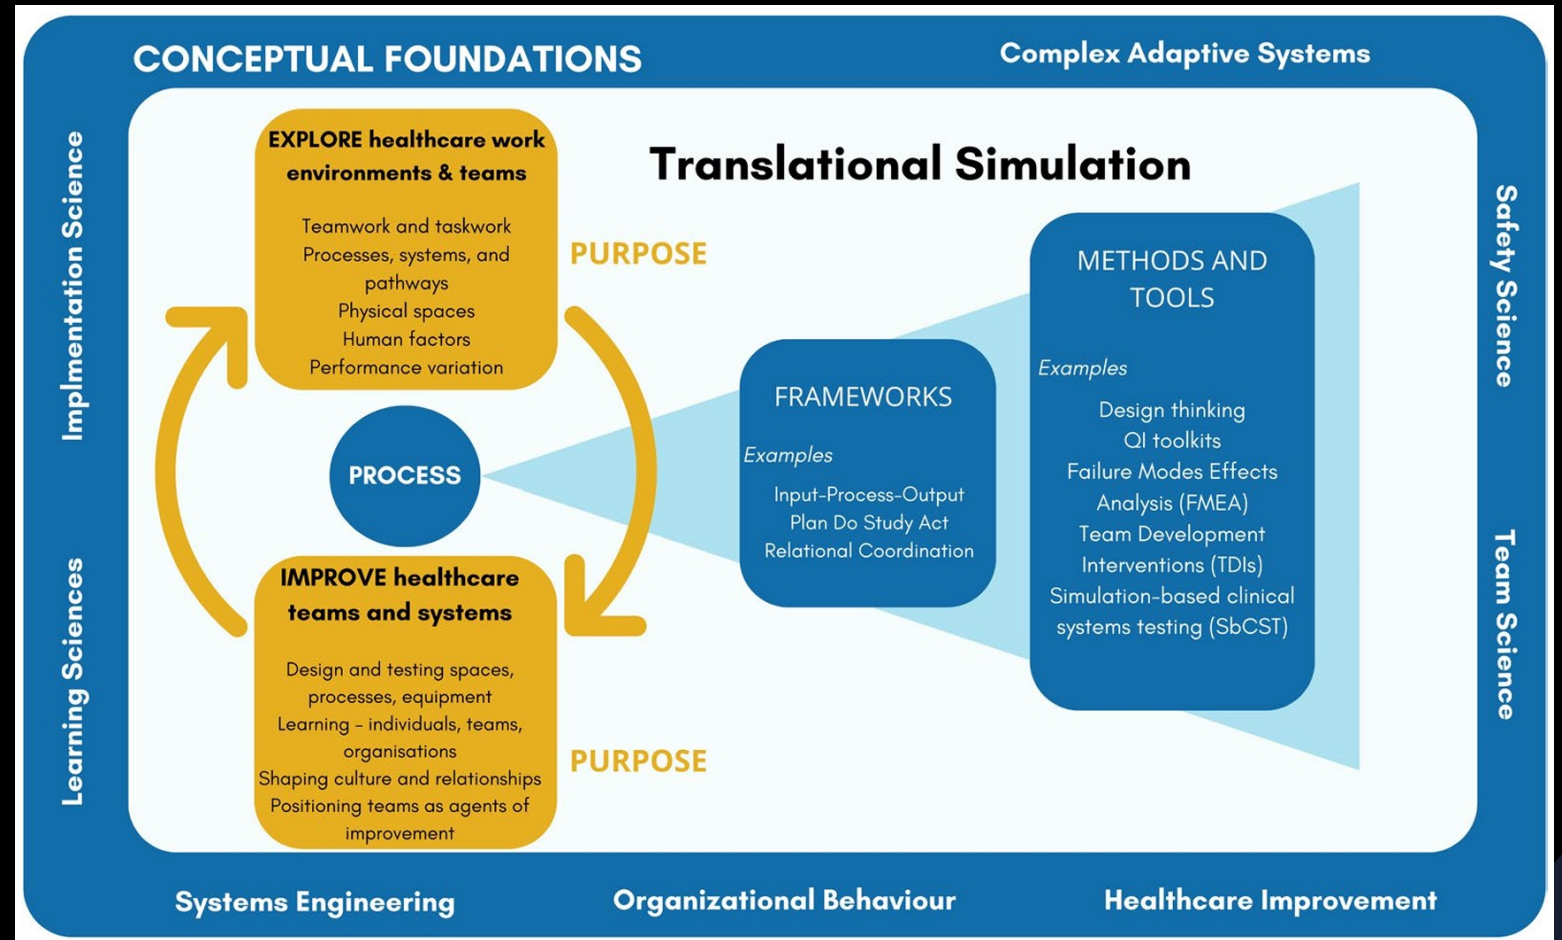 CONCEPTUAL FOUNDATIONS
Complex Adaptive Systems
Implmentation Science
Learning Sciences
EXPLORE healthcare work
environments & teams
Teamwork and taskwork
Processes, systems, and
pathways
Physical spaces
Human factors
Performance variation
PURPOSE
Translational Simulation
PROCESS
IMPROVE healthcare
teams and systems
Design and testing spaces,
processes, equipment
Learning - individuals, teams,
organisations
Shaping culture and relationships
Positioning teams as agents of
improvement
PURPOSE
FRAMEWORKS
Examples
Input-Process-Output
Plan Do Study Act
Relational Coordination
METHODS AND
TOOLS
Examples
Design thinking
QI toolkits
Failure Modes Effects
Analysis (FMEA)
Team Development
Interventions (TDIs)
Simulation-based clinical
systems testing (SbCST)
Safety Science
Team Science
Systems Engineering
Organizational Behaviour
Healthcare Improvement